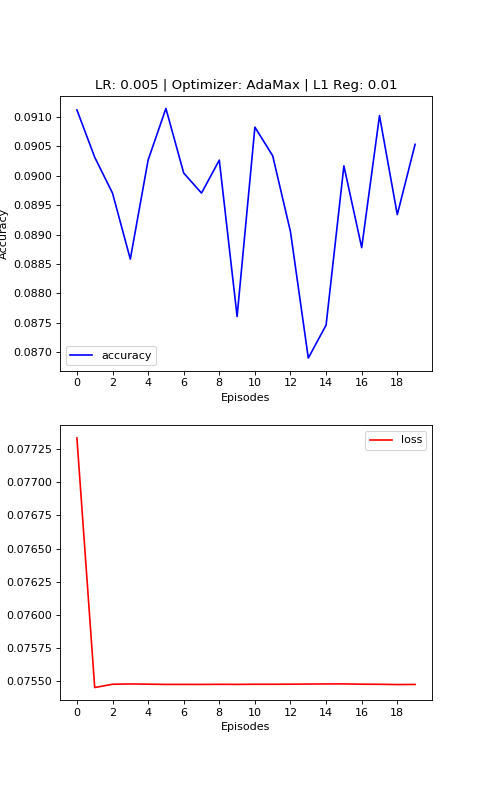 LR: 0.005 | Optimizer: AdaMax | L1 Reg: 0.01
0.0910
0.0905
0.0900
0.0895
0.0890
0.0885
0.0880
0.0875
0.0870
Accuracy
accuracy
0 2 4 6 8 10 12 14 16 18
Episodes
loss
0.07725
0.07700
0.07675
0.07650
0.07625
0.07600
0.07575
0.07550
0 2 4 6 8 10 12 14 16 18
Episodes